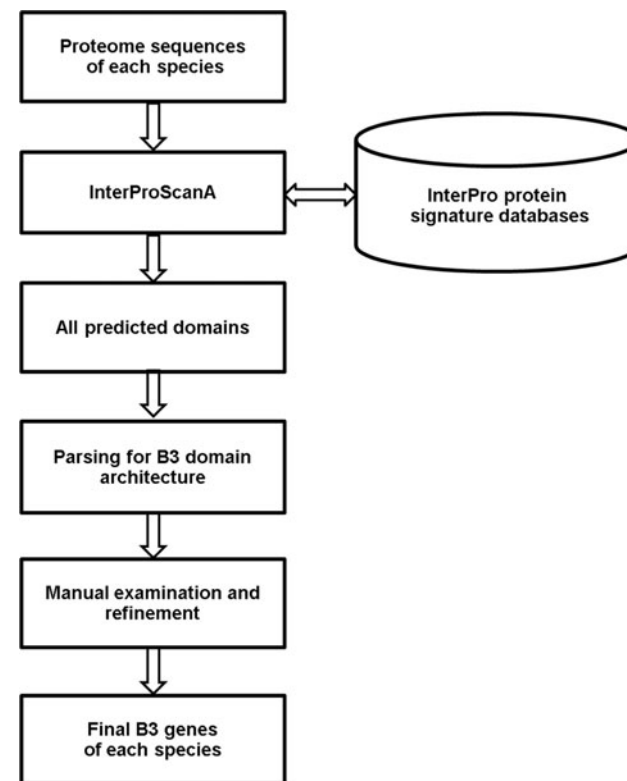 Proteome sequences
of each species
InterProScanA
InterPro protein
signature databases
All predicted domains
Parsing for B3 domain
architecture
Manual examination and
refinement
Final B3 genes
of each species